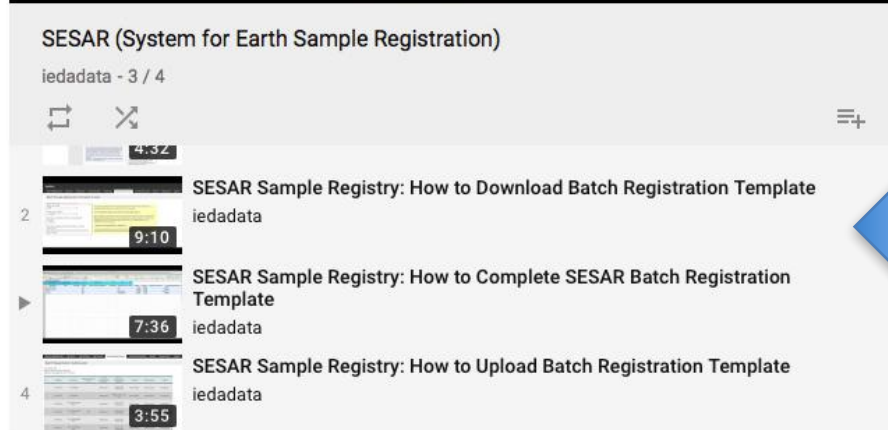 SESAR (System for Earth Sample Registration)
iedadata - 3 / 4
4:32
SESAR Sample Registry: How to Download Batch Registration Template
2
iedadata
9:10
SESAR Sample Registry: How to Complete SESAR Batch Registration
Template
7:36
iedadata
SESAR Sample Registry: How to Upload Batch Registration Template
4
iedadata
3:55